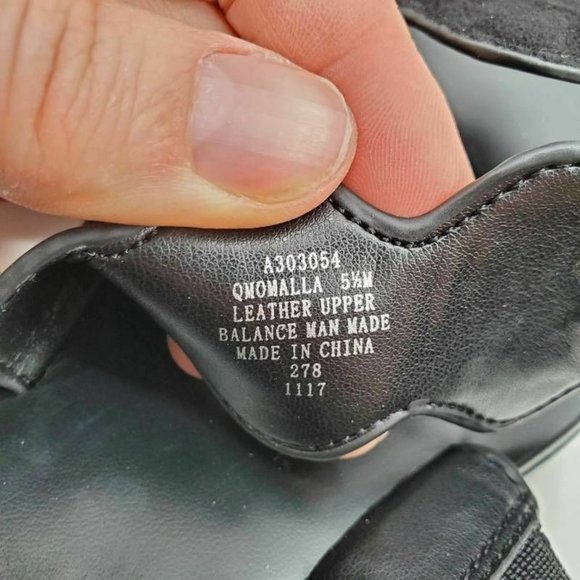 A303054
QMOMALLA 5½M
LEATHER UPPER
BALANCE MAN MADE
MADE IN CHINA
278
1117